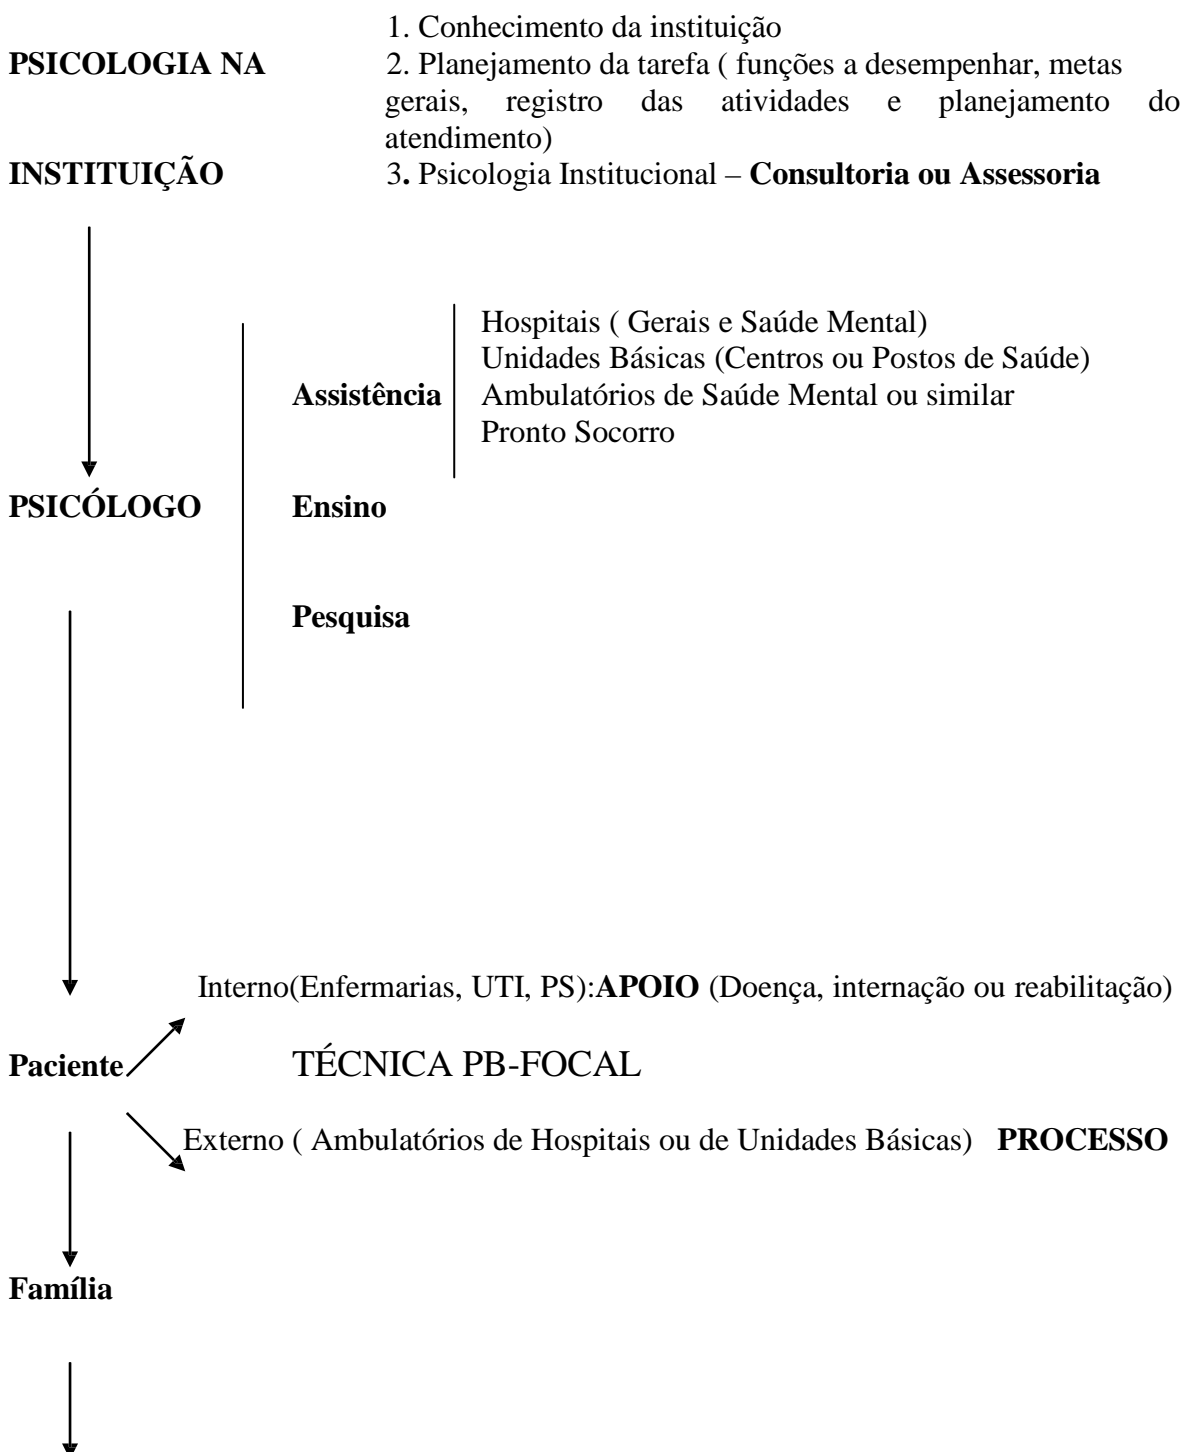 1. Conhecimento da instituição
PSICOLOGIA NA 2. Planejamento da tarefa ( funções a desempenhar, metas
gerais, registro das atividades e planejamento do
atendimento)
INSTITUIÇÃO 3. Psicologia Institucional – Consultoria ou Assessoria
Hospitais ( Gerais e Saúde Mental)
Unidades Básicas (Centros ou Postos de Saúde)
Assistência Ambulatórios de Saúde Mental ou similar
Pronto Socorro
PSICÓLOGO Ensino
Pesquisa
Interno(Enfermarias, UTI, PS):APOIO (Doença, internação ou reabilitação)
Paciente TÉCNICA PB-FOCAL
Externo ( Ambulatórios de Hospitais ou de Unidades Básicas) PROCESSO
Família